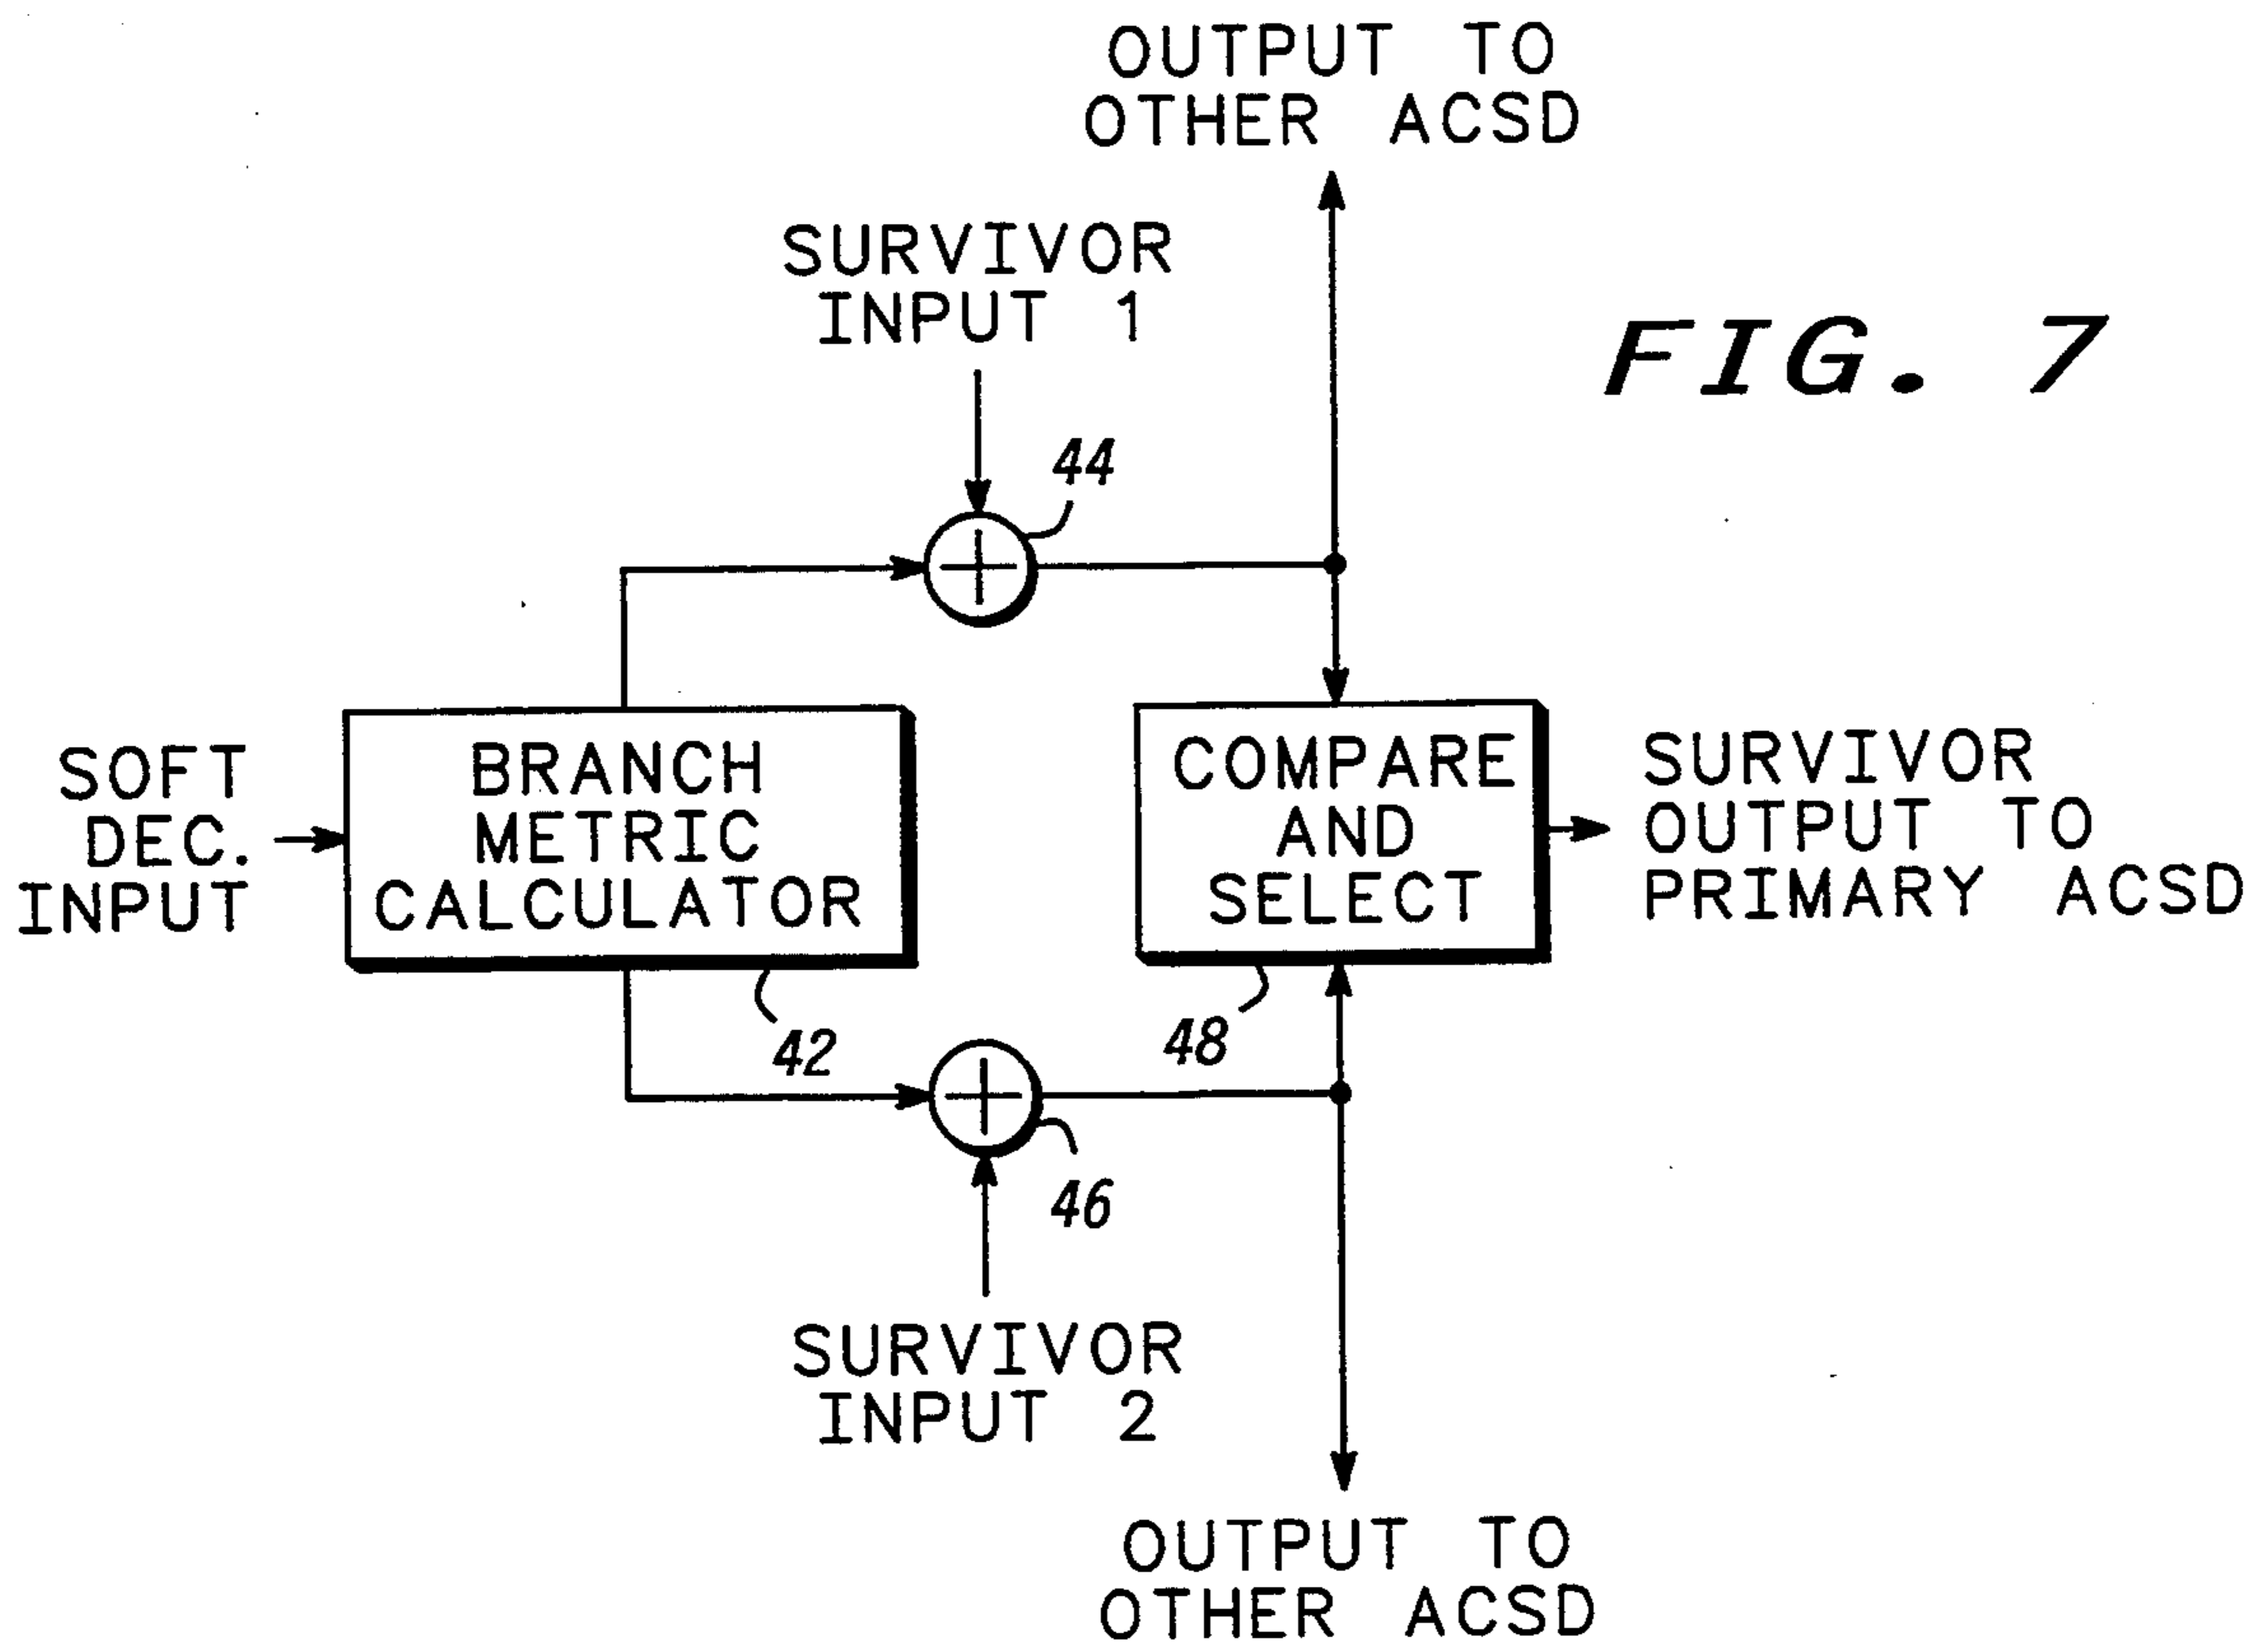 OUTPUT TO
OTHER ACSD
SURVIVOR
INPUT 1
FIG. 7
44
SOFT
DEC.
INPUT
BRANCH
METRIC
CALCULATOR
COMPARE
AND
SELECT
SURVIVOR
OUTPUT TO
PRIMARY ACSD
42
48
46
SURVIVOR
INPUT 2
OUTPUT TO
OTHER ACSD